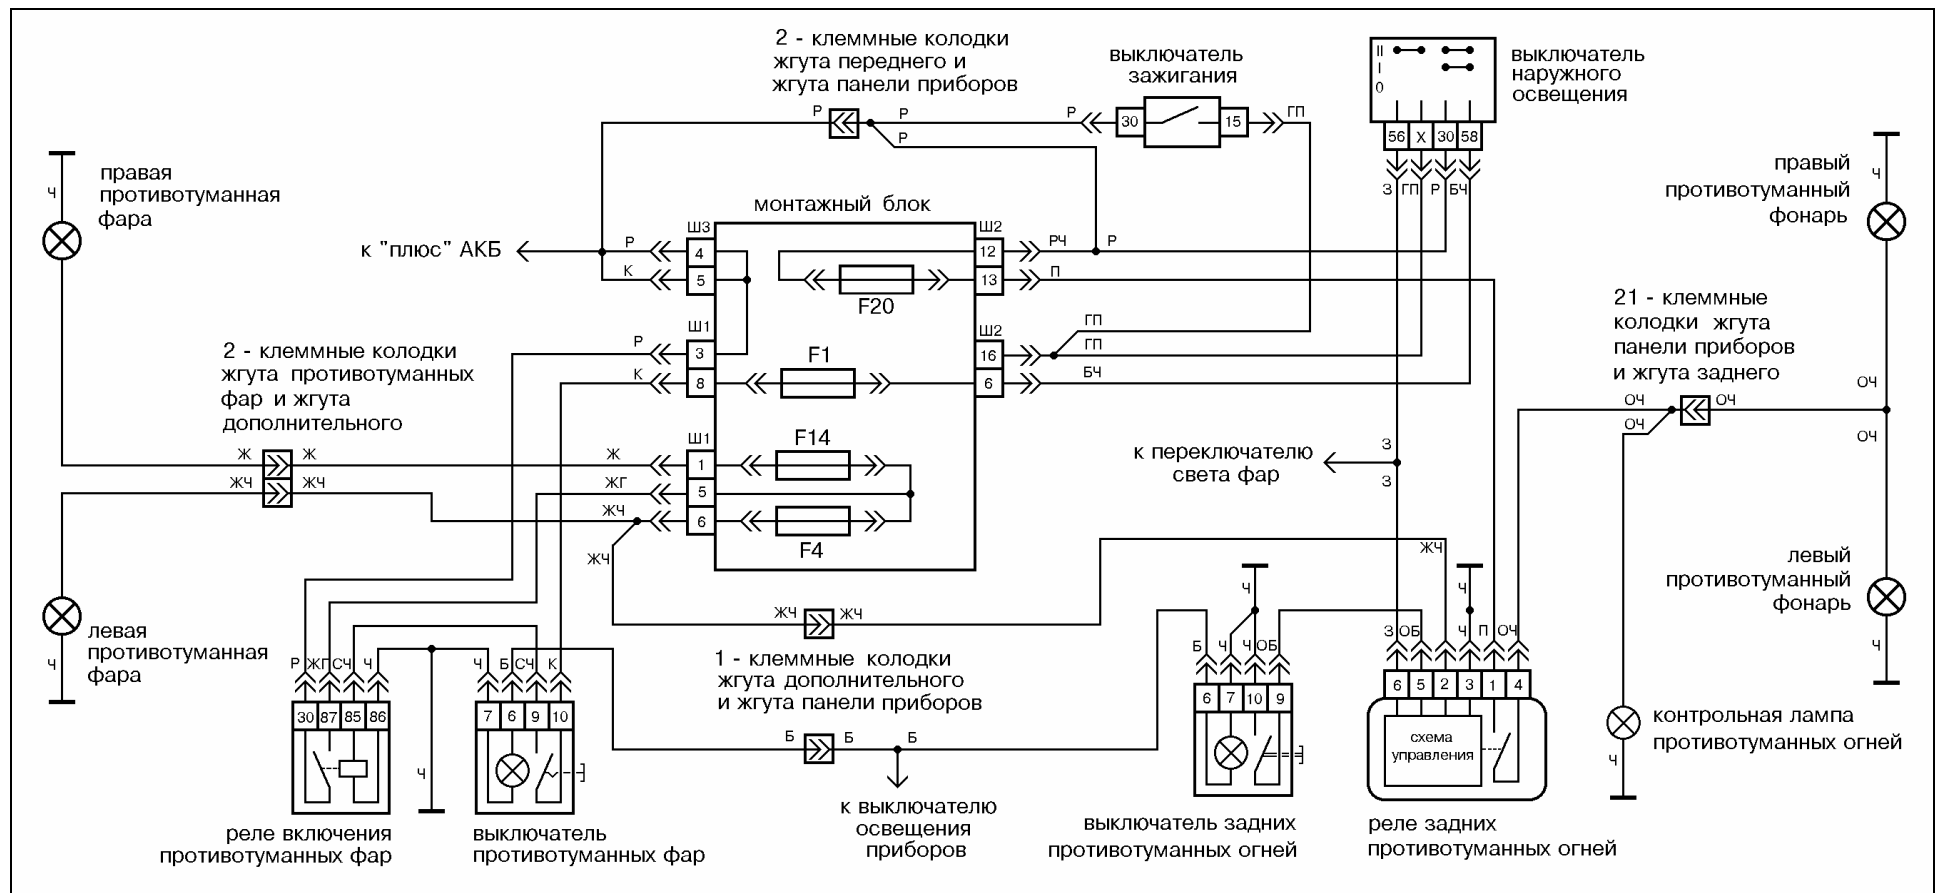 2 - клеммные колодки
жгута переднего и
жгута панели приборов
выключатель
зажигания
II
I
0
выключатель
наружного
освещения
Р
Р
Р
Р
30
15
ГП
56 Х 30 58
З ГП Р БЧ
правая
противотуманная
фара
Ч
правый
противотуманный
фонарь
Ч
монтажный блок
к "плюс" АКБ
Ш3
Р
4
К
5
Ш2
12
РЧ
Р
13
П
F20
Ш1
Р
3
К
8
F1
Ш2
16
ГП
ГП
6
БЧ
21 - клеммные
колодки жгута
панели приборов
и жгута заднего
ОЧ
ОЧ
ОЧ
ОЧ
ОЧ
2 - клеммные колодки
жгута противотуманных
фар и жгута
дополнительного
Ж
Ж
ЖЧ
ЖЧ
Ш1
Ж
1
ЖГ
5
ЖЧ
6
ЖЧ
F14
F4
к переключателю
света фар
З
З
ЖЧ
левая
противотуманная
фара
Ч
левый
противотуманный
фонарь
Ч
ЖЧ
ЖЧ
1 - клеммные колодки
жгута дополнительного
и жгута панели приборов
Р ЖГ СЧ Ч
30 87 85 86
Ч
Ч Б СЧ К
7 6 9 10
Б
Б
Б
к выключателю
освещения
приборов
Ч
Б Ч Ч ОБ
6 7 10 9
Ч
З ОБ Ч П ОЧ
6 5 2 3 1 4
схема
управления
контрольная лампа
противотуманных огней
Ч
реле включения
противотуманных фар
выключатель
противотуманных фар
выключатель задних
противотуманных огней
реле задних
противотуманных огней